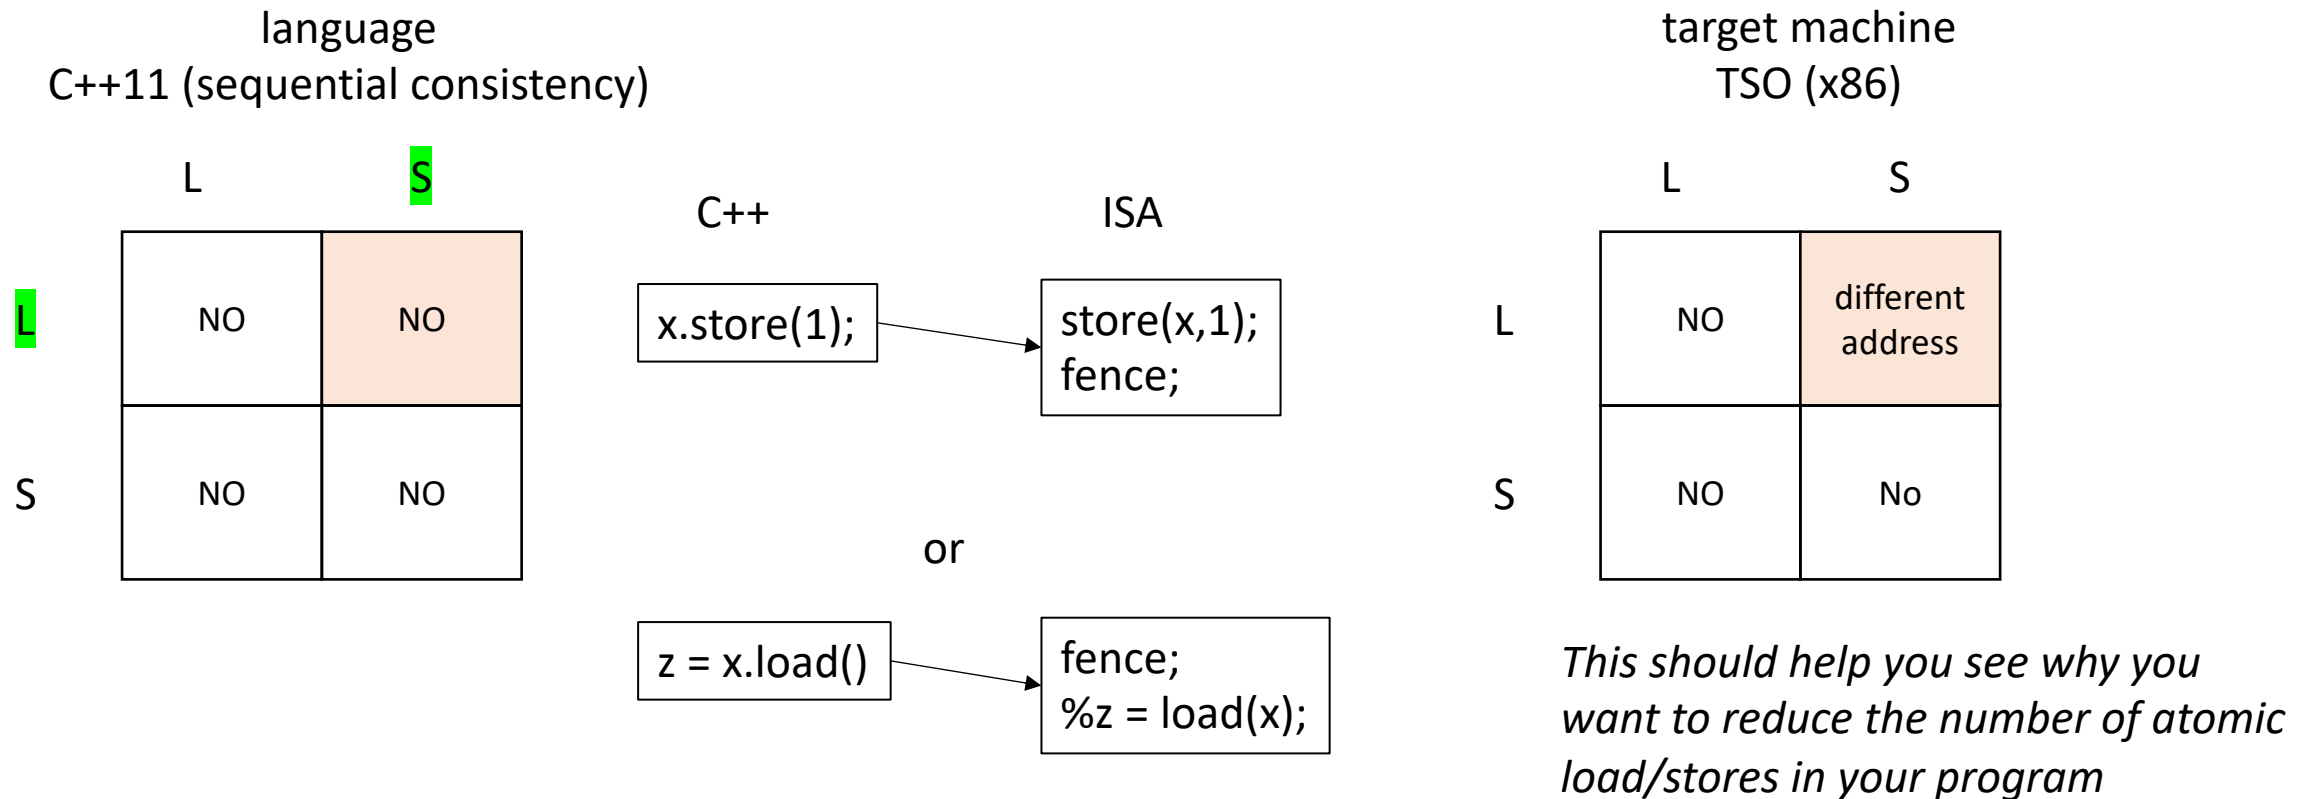 language
C++11 (sequential consistency)
L
S
L
NO
NO
S
NO
NO
C++
ISA
x.store(1);
store(x,1);
fence;
or
z = x.load()
fence;
%z = load(x);
target machine
TSO (x86)
L
S
L
NO
different
address
S
NO
No
This should help you see why you
want to reduce the number of atomic
load/stores in your program